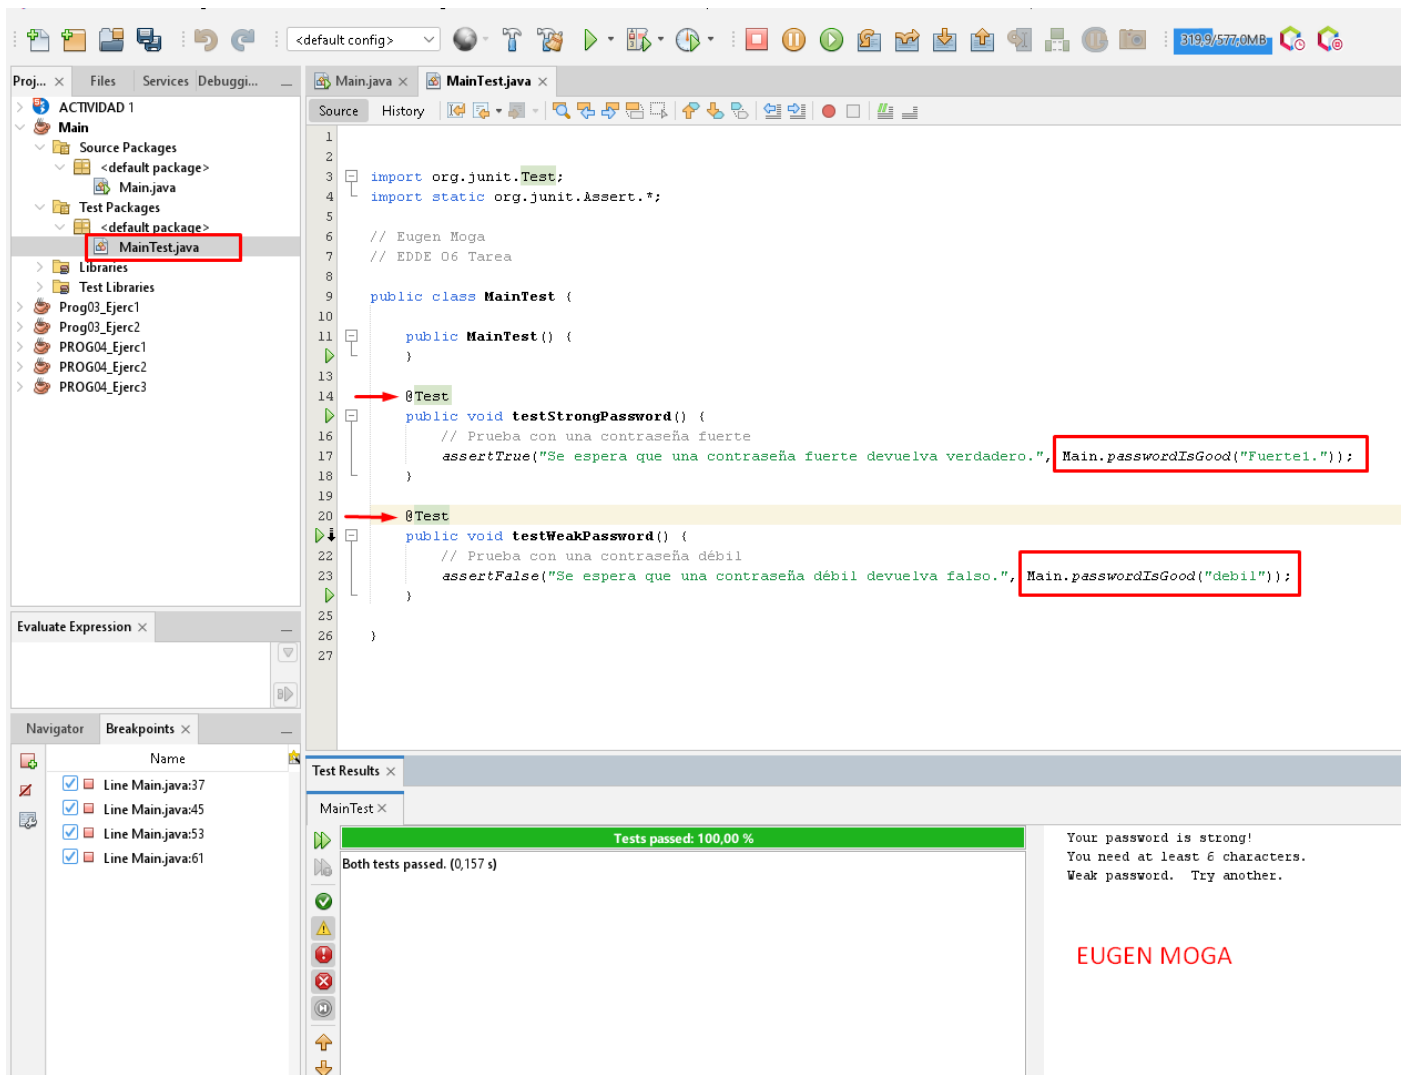 <default config>
319,9/577,0MB
Proj...
Files
Services
Debuggi...
ACTIVIDAD 1
Main
Source Packages
<default package>
Main.java
Test Packages
<default package>
MainTest.java
Libraries
Test Libraries
Prog03_Ejerc1
Prog03_Ejerc2
PROG04_Ejerc1
PROG04_Ejerc2
PROG04_Ejerc3
Main.java
MainTest.java
Source
History
1
2
3 import org.junit.Test;
4 import static org.junit.Assert.*;
5
6 // Eugen Moga
7 // EDDE 06 Tarea
8
9 public class MainTest {
10
11 public MainTest() {
}
13
14 @Test
public void testStrongPassword() {
16 // Prueba con una contraseña fuerte
17 assertTrue("Se espera que una contraseña fuerte devuelva verdadero.", Main.passwordIsGood("Fuerte1."));
18 }
19
20 @Test
public void testWeakPassword() {
22 // Prueba con una contraseña débil
23 assertFalse("Se espera que una contraseña débil devuelva falso.", Main.passwordIsGood("debil"));
}
25
26 }
27
Evaluate Expression
Navigator
Breakpoints
Name
Line Main.java:37
Line Main.java:45
Line Main.java:53
Line Main.java:61
Test Results
MainTest
Tests passed: 100,00 %
Both tests passed. (0,157 s)
Your password is strong!
You need at least 6 characters.
Weak password.  Try another.
EUGEN MOGA